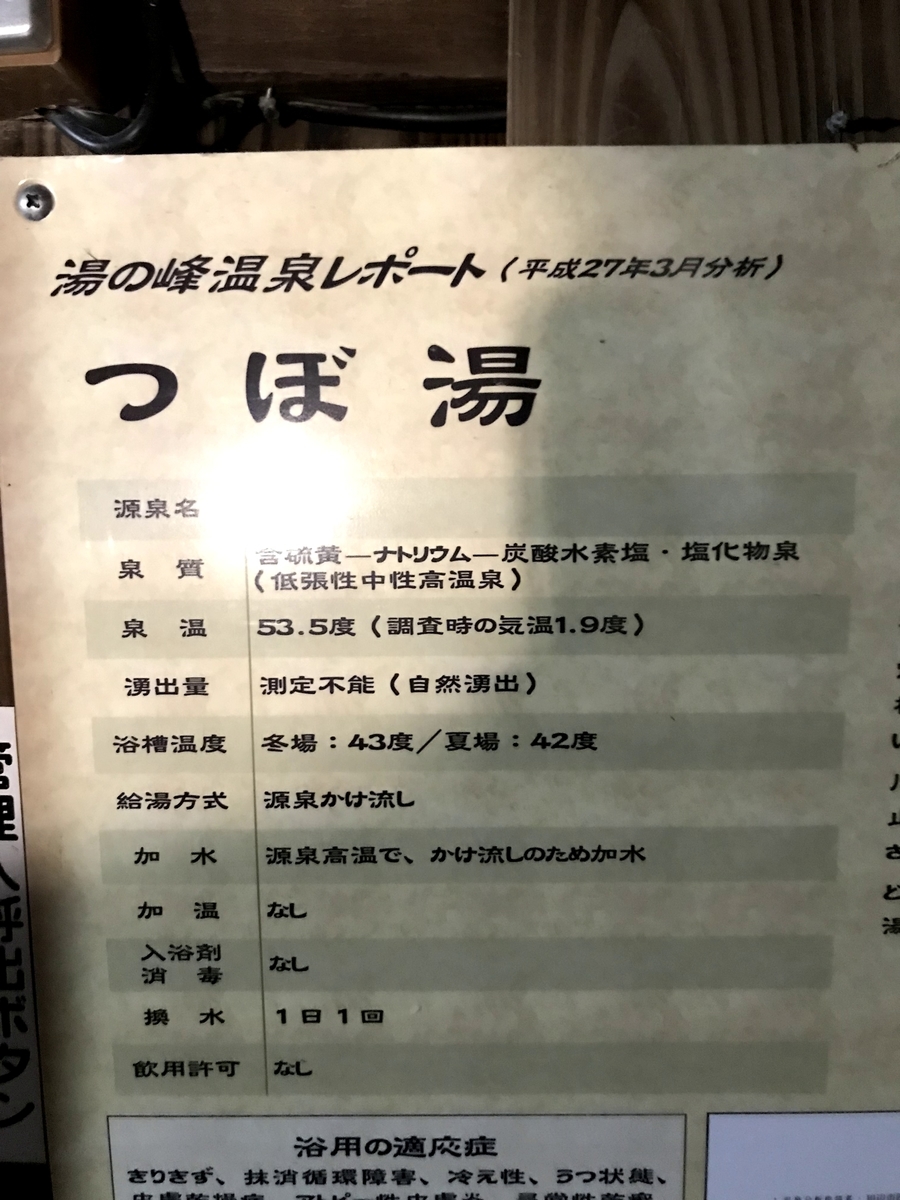 湯の峰温泉レポート（平成27年3月分析）
つぼ湯
源泉名
泉質 含硫黄―ナトリウム―炭酸水素塩・塩化物泉
（低張性中性高温泉）
泉温 53.5度（調査時の気温1.9度）
湧出量 測定不能（自然湧出）
浴槽温度 冬場：43度／夏場：42度
給湯方式 源泉かけ流し
加水 源泉高温で、かけ流しのため加水
加温 なし
入浴剤
消毒 なし
換水 1日1回
飲用許可 なし
浴用の適応症
きりきず、抹消循環障害、冷え性、うつ状態、
管理人呼出ボタン